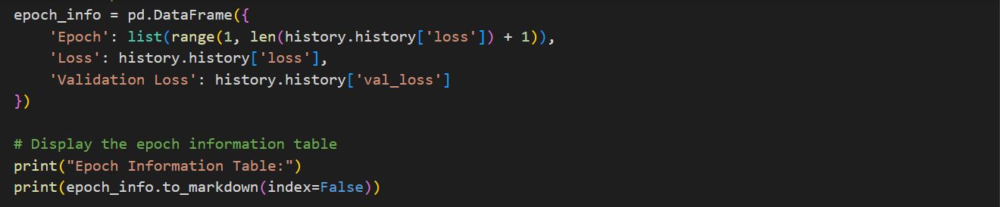 epoch_info = pd.DataFrame({
    'Epoch': list(range(1, len(history.history['loss']) + 1)),
    'Loss': history.history['loss'],
    'Validation Loss': history.history['val_loss']
})
# Display the epoch information table
print("Epoch Information Table:")
print(epoch_info.to_markdown(index=False))